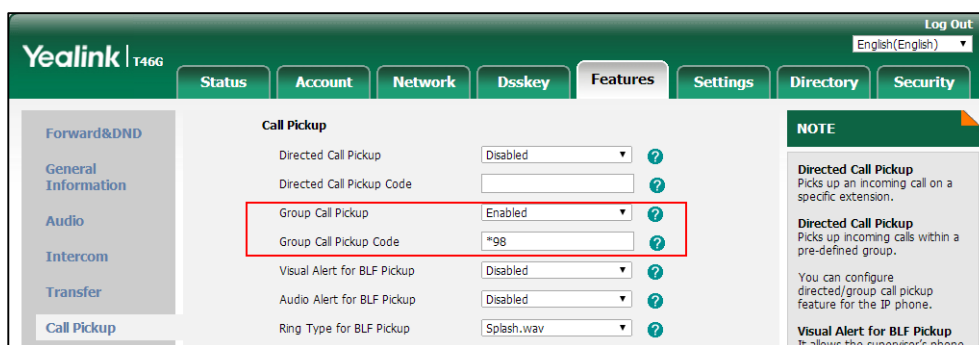 Log Out
Yealink T46G
English(English)
Status Account Network Dsskey Features Settings Directory Security
Forward&DND
General
Information
Audio
Intercom
Transfer
Call Pickup
Call Pickup
Directed Call Pickup Disabled
Directed Call Pickup Code
Group Call Pickup Enabled
Group Call Pickup Code *98
Visual Alert for BLF Pickup Disabled
Audio Alert for BLF Pickup Disabled
Ring Type for BLF Pickup Splash.wav
NOTE
Directed Call Pickup
Picks up an incoming call on a
specific extension.
Directed Call Pickup
Picks up incoming calls within a
pre-defined group.
You can configure
directed/group call pickup
feature for the IP phone.
Visual Alert for BLF Pickup
It allows the supervisor's phone